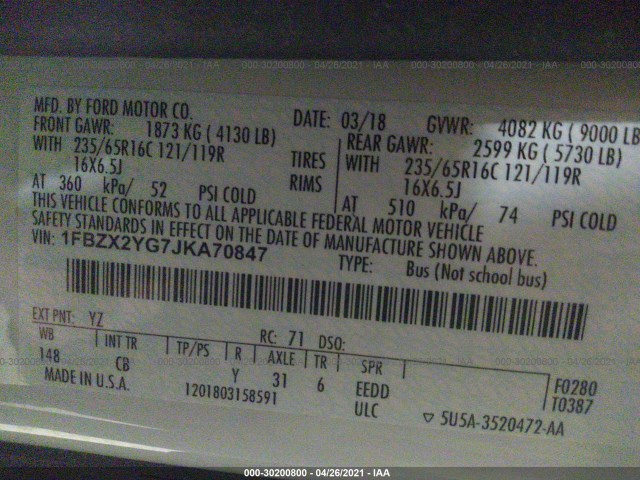 000-30200800 - 04/26/2021 - IAA
MFD. BY FORD MOTOR CO. DATE: 03/18 GVWR: 4082 KG ( 9000 LB
FRONT GAWR: 1873 KG ( 4130 LB) REAR GAWR: 2599 KG ( 5730 LB)
WITH 235/65R16C 121/119R TIRES WITH 235/65R16C 121/119R
16X6.5J RIMS 16X6.5J
AT 360 kPa/ 52 PSI COLD AT 510 kPa/ 74 PSI COLD
THIS VEHICLE CONFORMS TO ALL APPLICABLE FEDERAL MOTOR VEHICLE
SAFETY STANDARDS IN EFFECT ON THE DATE OF MANUFACTURE SHOWN ABOVE.
VIN: 1FBZX2YG7JKA70847
TYPE: Bus (Not school bus)
EXT PNT: YZ RC: 71 DSO:
WB INT TR TP/PS R AXLE TR SPR
148 CB Y 31 6 EEDD F0280
MADE IN U.S.A. 1201803158591 ULC T0387
▽ 5U5A-3520472-AA
000-30200800 - 04/26/2021 - IAA